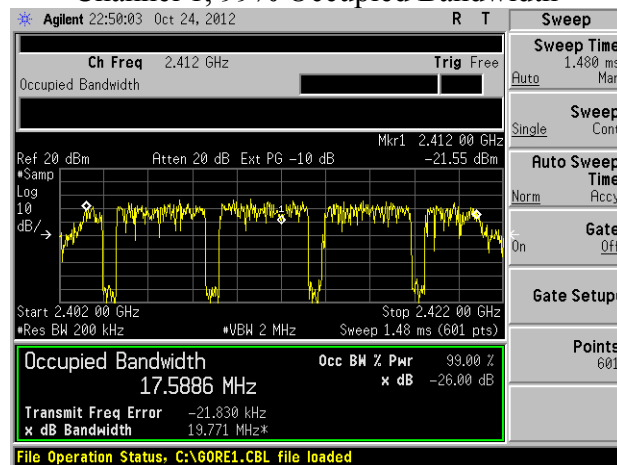 Channel 1, 99% Occupied Bandwidth
Agilent 22:50:03 Oct 24, 2012 R T
Sweep
Ch Freq 2.412 GHz Trig Free
Occupied Bandwidth
Sweep Time
1.480 ms
Auto Man
Sweep
Single Cont
Mkr1 2.412 00 GHz
Ref 20 dBm Atten 20 dB Ext PG -10 dB -21.55 dBm
#Samp
Log
10
dB/
1
Auto Sweep
Time
Norm Accy
Gate
On Off
Gate Setup
Start 2.402 00 GHz Stop 2.422 00 GHz
#Res BW 200 kHz #VBW 2 MHz Sweep 1.48 ms (601 pts)
Points
601
Occupied Bandwidth
17.5886 MHz
Occ BW % Pwr 99.00 %
x dB -26.00 dB
Transmit Freq Error -21.830 kHz
x dB Bandwidth 19.771 MHz*
File Operation Status, C:\GORE1.CBL file loaded